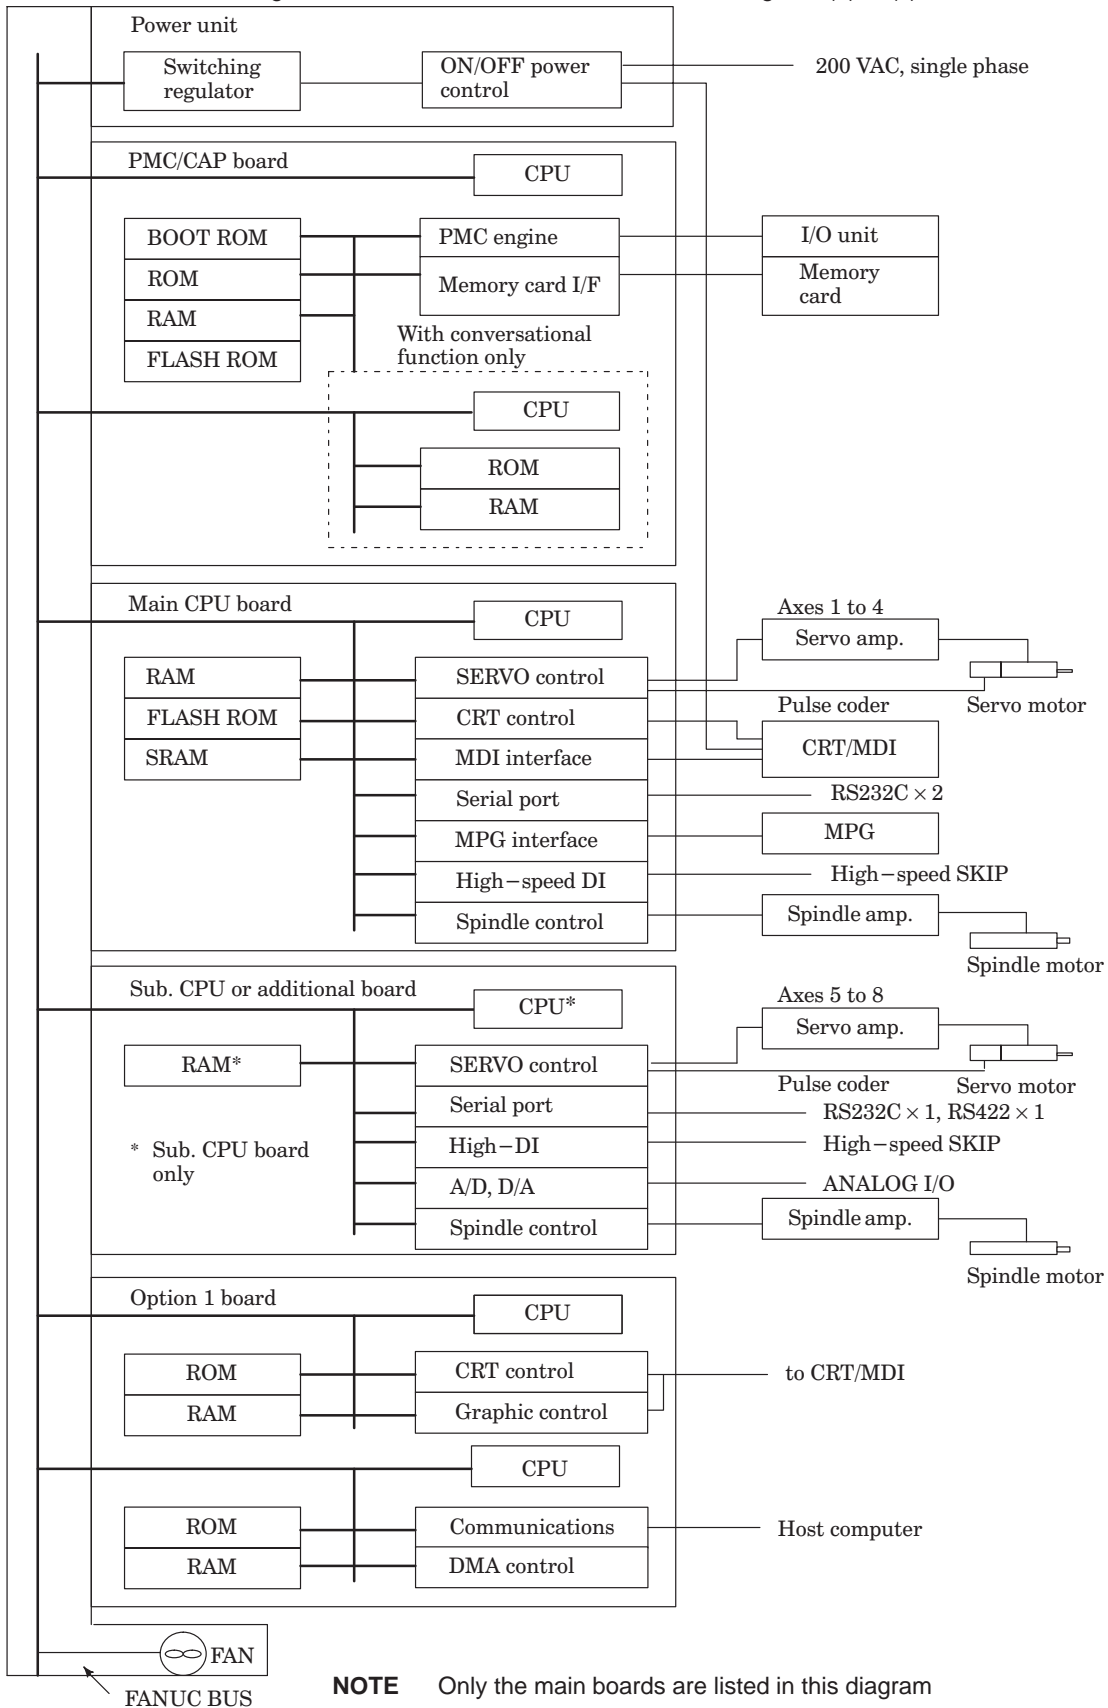 Power unit
Switching
regulator
ON/OFF power
control
200 VAC, single phase
PMC/CAP board
CPU
BOOT ROM
ROM
RAM
FLASH ROM
PMC engine
Memory card I/F
I/O unit
Memory
card
With conversational
function only
CPU
ROM
RAM
Main CPU board
CPU
RAM
FLASH ROM
SRAM
SERVO control
CRT control
MDI interface
Serial port
MPG interface
High−speed DI
Spindle control
Axes 1 to 4
Servo amp.
Pulse coder
Servo motor
CRT/MDI
RS232C × 2
MPG
High−speed SKIP
Spindle amp.
Spindle motor
Sub. CPU or additional board
CPU*
RAM*
* Sub. CPU board
only
SERVO control
Serial port
High−DI
A/D, D/A
Spindle control
Axes 5 to 8
Servo amp.
Pulse coder
Servo motor
RS232C × 1, RS422 × 1
High−speed SKIP
ANALOG I/O
Spindle amp.
Spindle motor
Option 1 board
CPU
ROM
RAM
CRT control
Graphic control
to CRT/MDI
CPU
ROM
RAM
Communications
DMA control
Host computer
FAN
FANUC BUS
NOTE Only the main boards are listed in this diagram